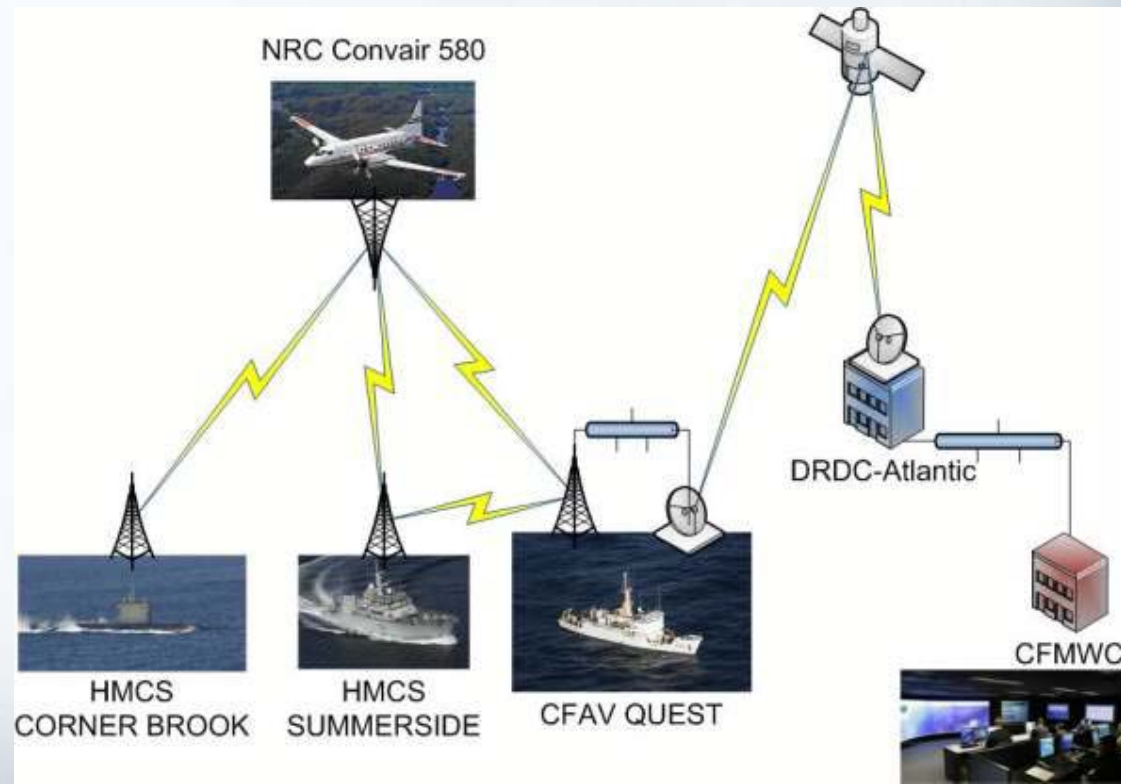 NRC Convair 580
DRDC-Atlantic
CFMWC
HMCS
CORNER BROOK
HMCS
SUMMERSIDE
CFAV QUEST